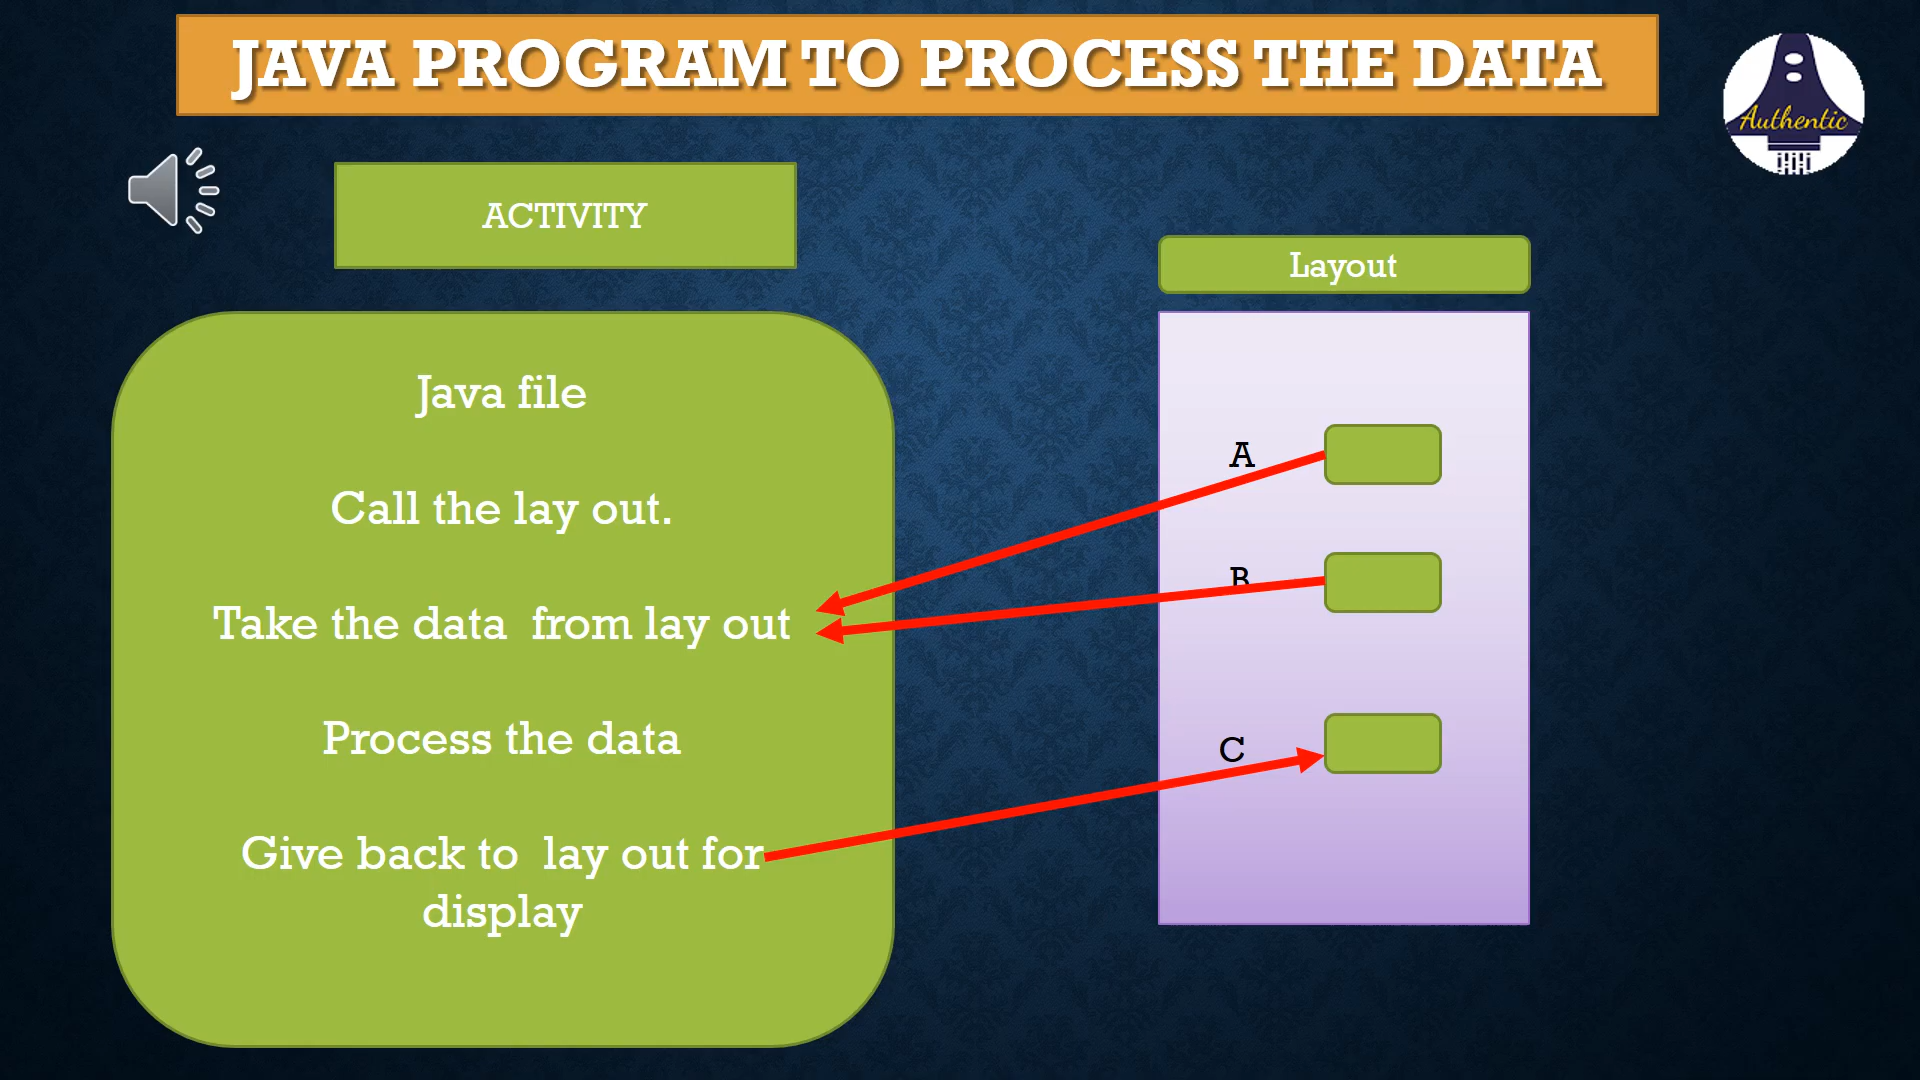 JAVA PROGRAM TO PROCESS THE DATA
Authentic
ACTIVITY
Layout
Java file
Call the lay out.
Take the data  from lay out
Process the data
Give back to  lay out for
display
A
B
C